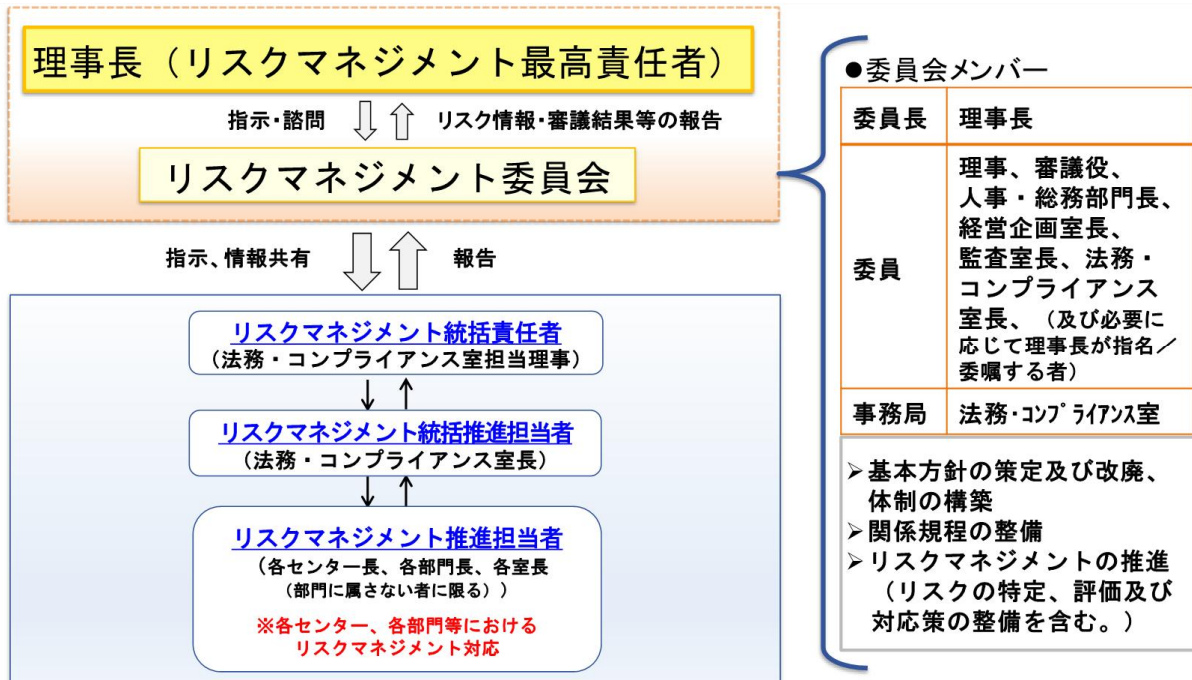 理事長（リスクマネジメント最高責任者）
指示・諮問
リスク情報・審議結果等の報告
リスクマネジメント委員会
指示、情報共有
報告
リスクマネジメント統括責任者
（法務・コンプライアンス室担当理事）
リスクマネジメント統括推進担当者
（法務・コンプライアンス室長）
リスクマネジメント推進担当者
（各センター長、各部門長、各室長
（部門に属さない者に限る））
※各センター、各部門等における
リスクマネジメント対応
●委員会メンバー
委員長 理事長
委員
理事、審議役、
人事・総務部門長、
経営企画室長、
監査室長、法務・
コンプライアンス
室長、（及び必要に
応じて理事長が指名／
委嘱する者）
事務局 法務・ｺﾝﾌﾟﾗｲｱﾝｽ室
➢基本方針の策定及び改廃、
体制の構築
➢関係規程の整備
➢リスクマネジメントの推進
（リスクの特定、評価及び
対応策の整備を含む。）